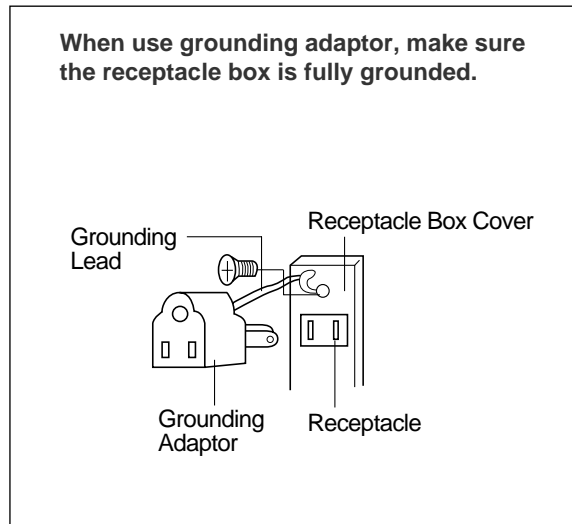 When use grounding adaptor, make sure
the receptacle box is fully grounded.
Receptacle Box Cover
Grounding
Lead
Grounding
Adaptor
Receptacle